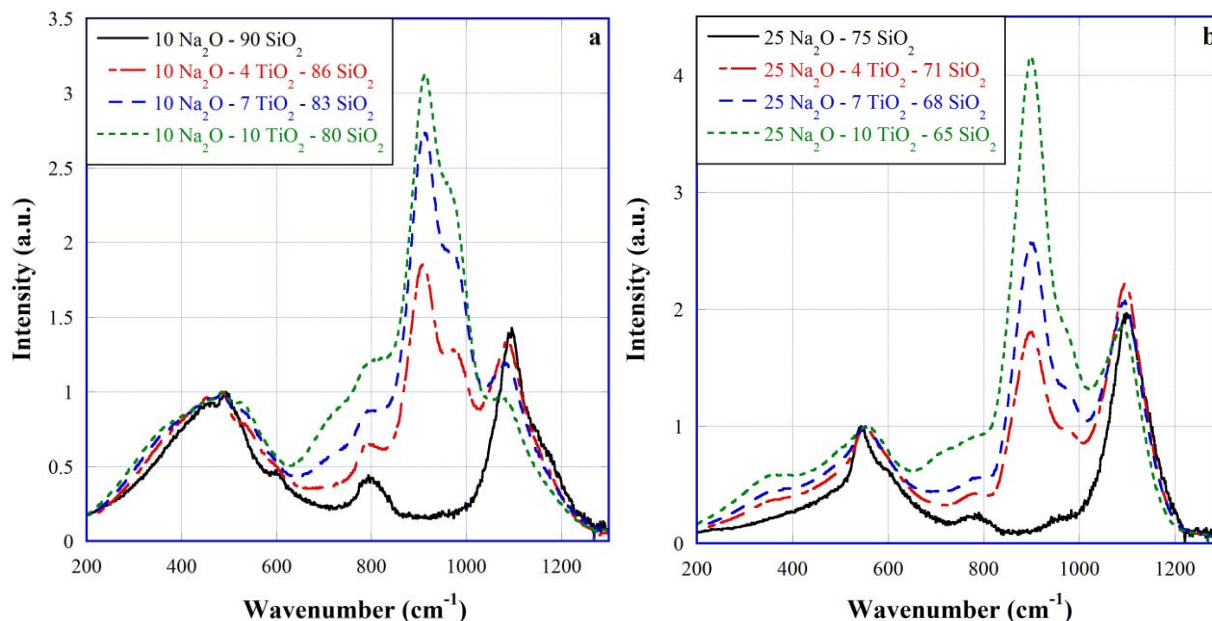 a
10 Na₂O - 90 SiO₂
10 Na₂O - 4 TiO₂ - 86 SiO₂
10 Na₂O - 7 TiO₂ - 83 SiO₂
10 Na₂O - 10 TiO₂ - 80 SiO₂
Intensity (a.u.)
3.5
3
2.5
2
1.5
1
0.5
0
200 400 600 800 1000 1200
Wavenumber (cm⁻¹)
b
25 Na₂O - 75 SiO₂
25 Na₂O - 4 TiO₂ - 71 SiO₂
25 Na₂O - 7 TiO₂ - 68 SiO₂
25 Na₂O - 10 TiO₂ - 65 SiO₂
Intensity (a.u.)
4
3
2
1
0
200 400 600 800 1000 1200
Wavenumber (cm⁻¹)